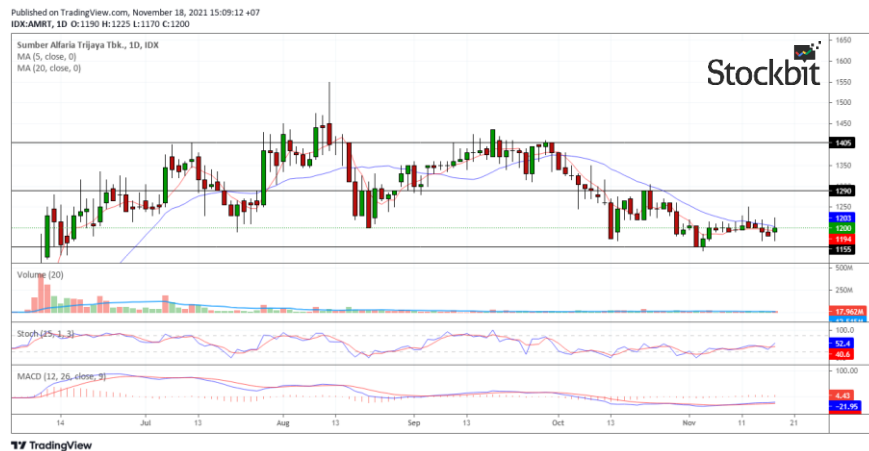 Published on TradingView.com, November 18, 2021 15:09:12 +07
IDX:AMRT, 1D O:1190 H:1225 L:1170 C:1200
Sumber Alfaria Trijaya Tbk., 1D, IDX
MA (5, close, 0)
MA (20, close, 0)
Stockbit
1650
1600
1550
1500
1450
1405
1350
1290
1250
1203
1200
1194
1155
Volume (20)
500M
17.962M
Stoch (25, 1, 3)
100.0
52.4
40.6
MACD (12, 26, close, 9)
100.00
4.43
-21.95
14 Jul 13 Aug 13 Sep 13 Oct 13 Nov 11 21
TradingView